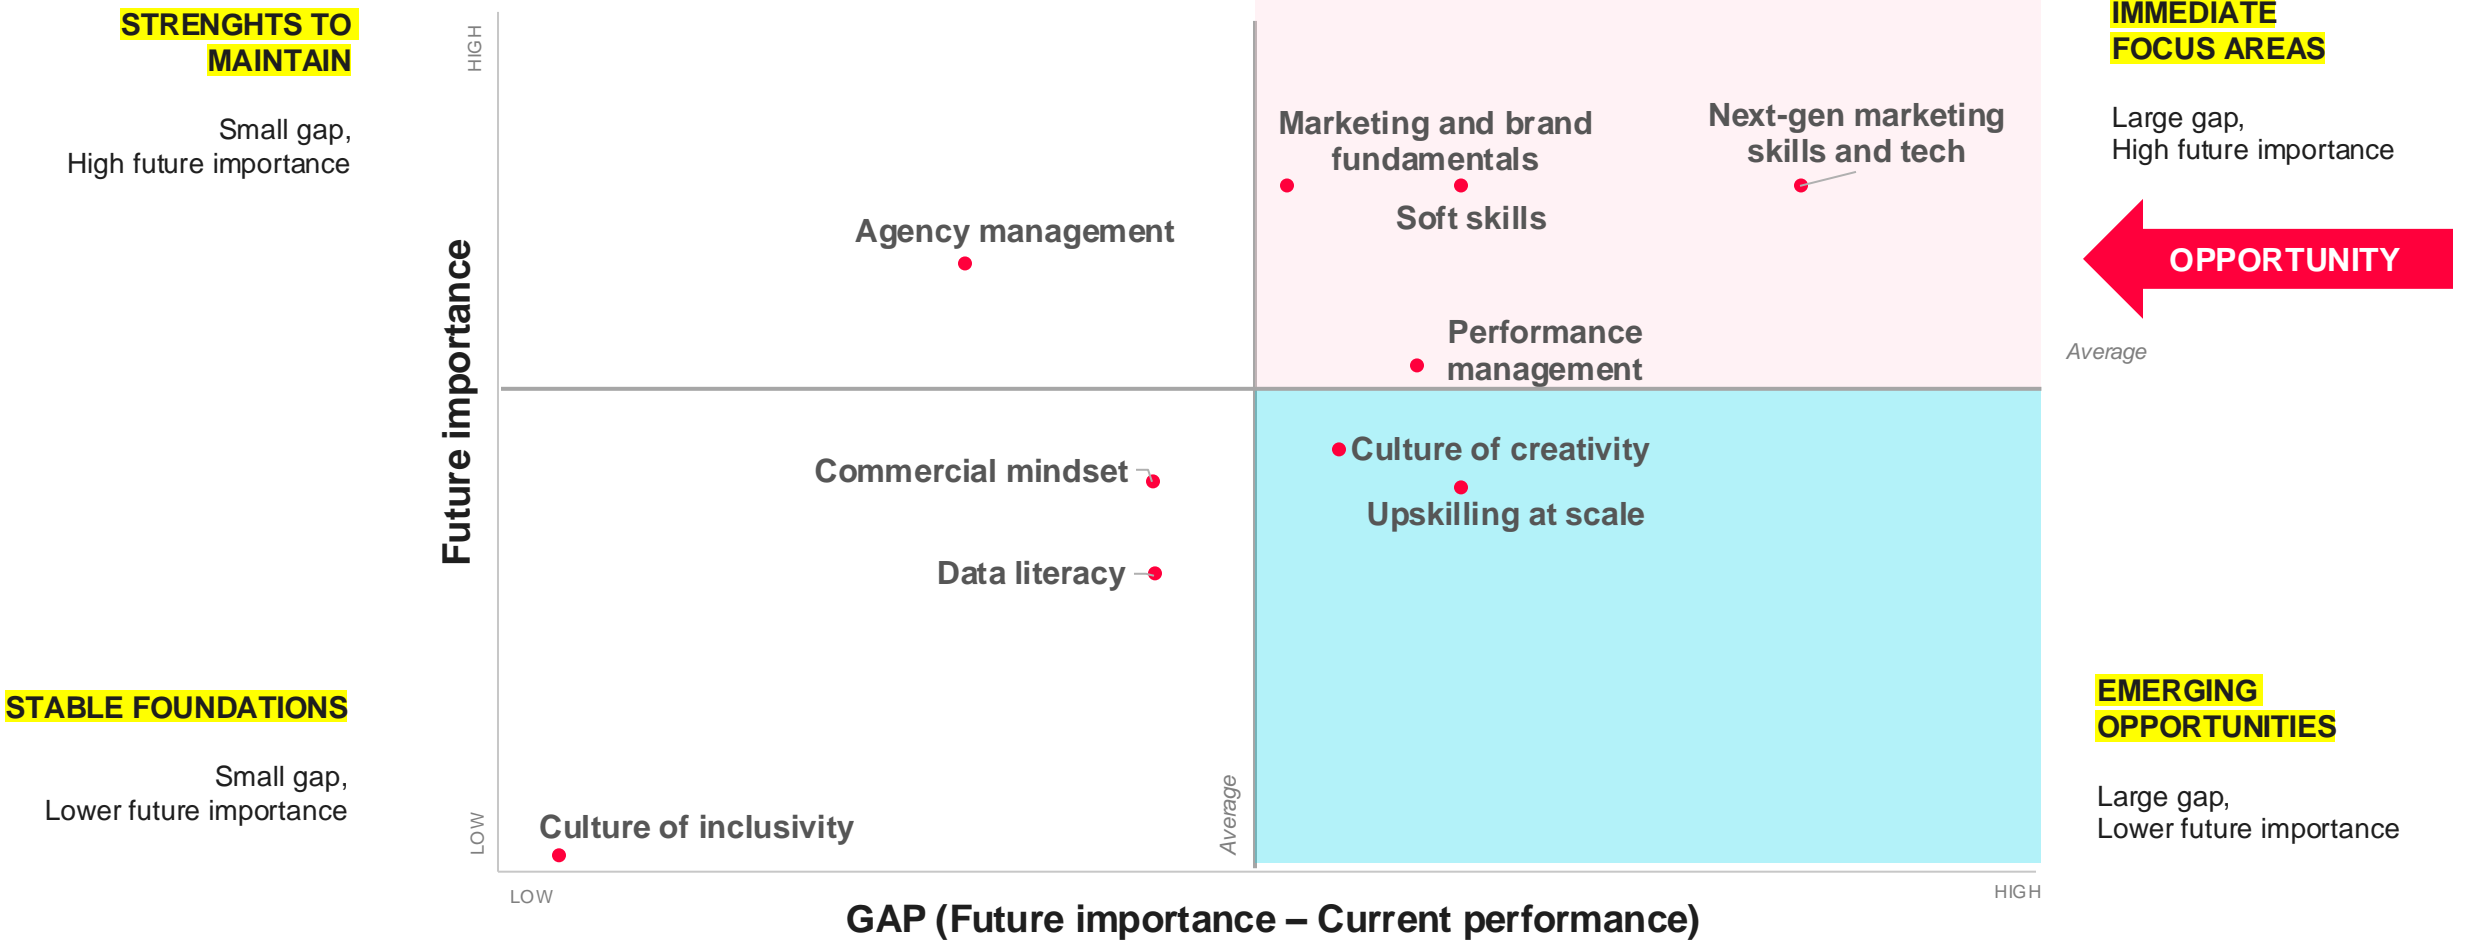 STRENGHTS TO
MAINTAIN
Small gap,
High future importance
HIGH
IMMEDIATE
FOCUS AREAS
Large gap,
High future importance
Marketing and brand
fundamentals
Next-gen marketing
skills and tech
Soft skills
Agency management
OPPORTUNITY
Performance
management
Average
Future importance
Culture of creativity
Commercial mindset
Upskilling at scale
Data literacy
STABLE FOUNDATIONS
Small gap,
Lower future importance
EMERGING
OPPORTUNITIES
Large gap,
Lower future importance
Culture of inclusivity
LOW
Average
LOW
HIGH
GAP (Future importance – Current performance)